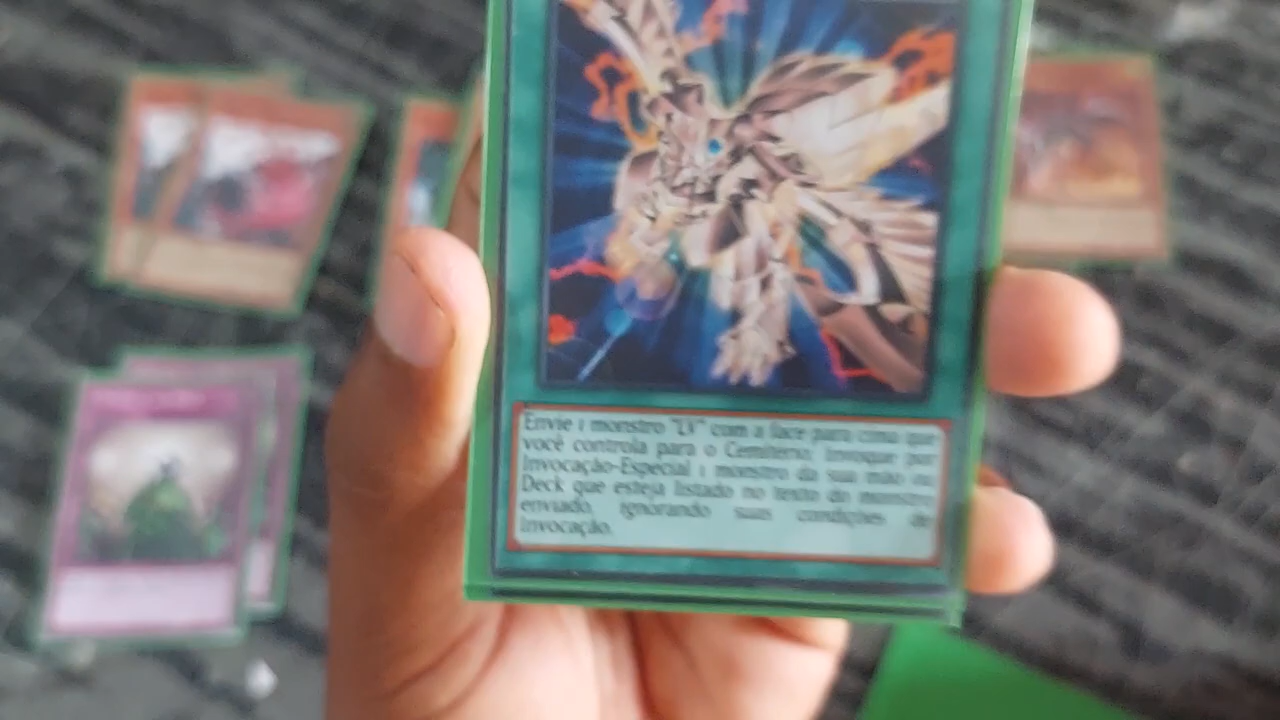 Envie 1 monstro "LV" com a face para cima que
você controla para o Cemitério. Invoque por
Invocação-Especial 1 monstro da sua mão ou
Deck que esteja listado no texto do monstro
enviado, ignorando suas condições de
Invocação.